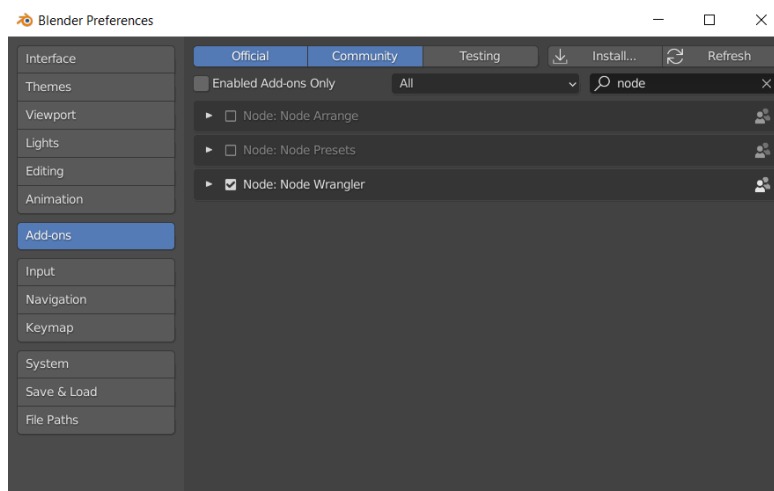 Blender Preferences
Interface
Themes
Viewport
Lights
Editing
Animation
Add-ons
Input
Navigation
Keymap
System
Save & Load
File Paths
Official Community Testing Install... Refresh
Enabled Add-ons Only All node
Node: Node Arrange
Node: Node Presets
Node: Node Wrangler